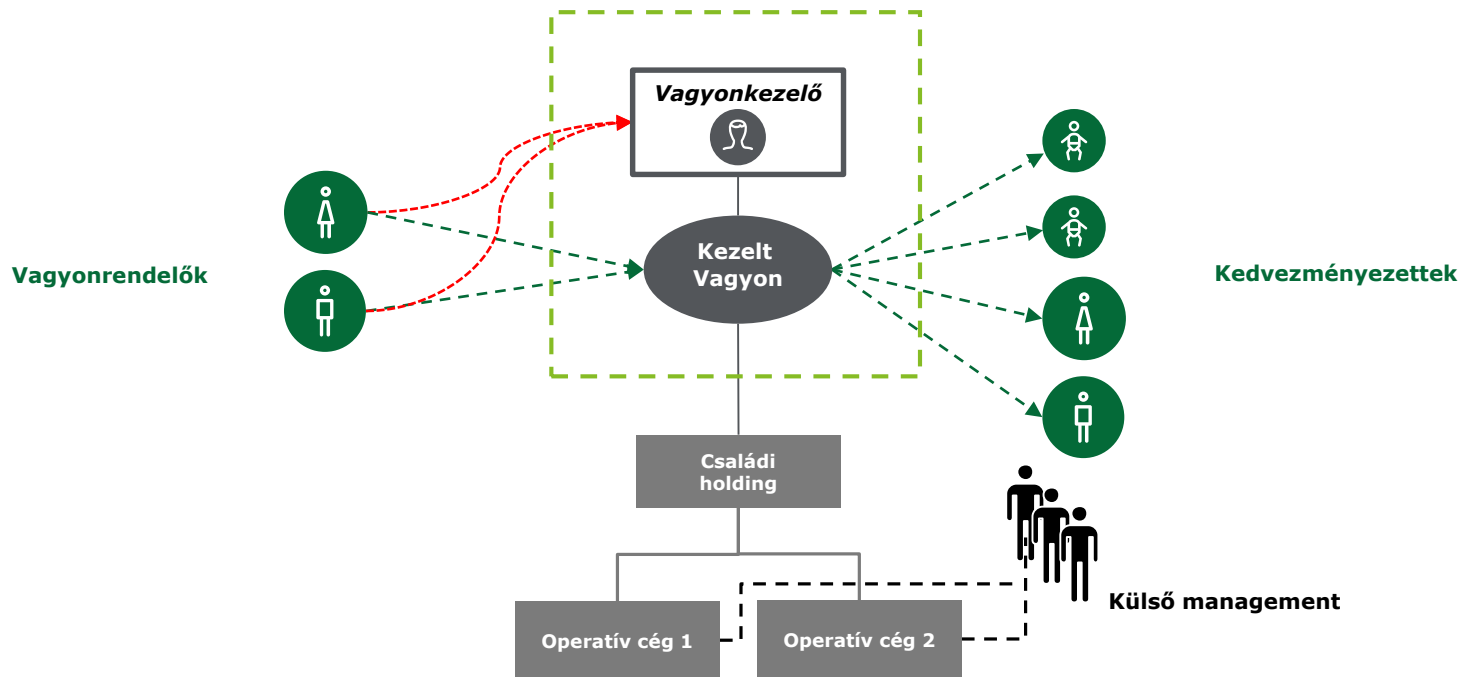 Vagyonkezelő
Vagyonrendelők
Kezelt
Vagyon
Kedvezményezettek
Családi
holding
Külső management
Operatív cég 1
Operatív cég 2